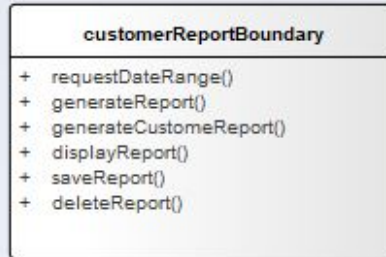 customerReportBoundary
+ requestDateRange()
+ generateReport()
+ generateCustomeReport()
+ displayReport()
+ saveReport()
+ deleteReport()